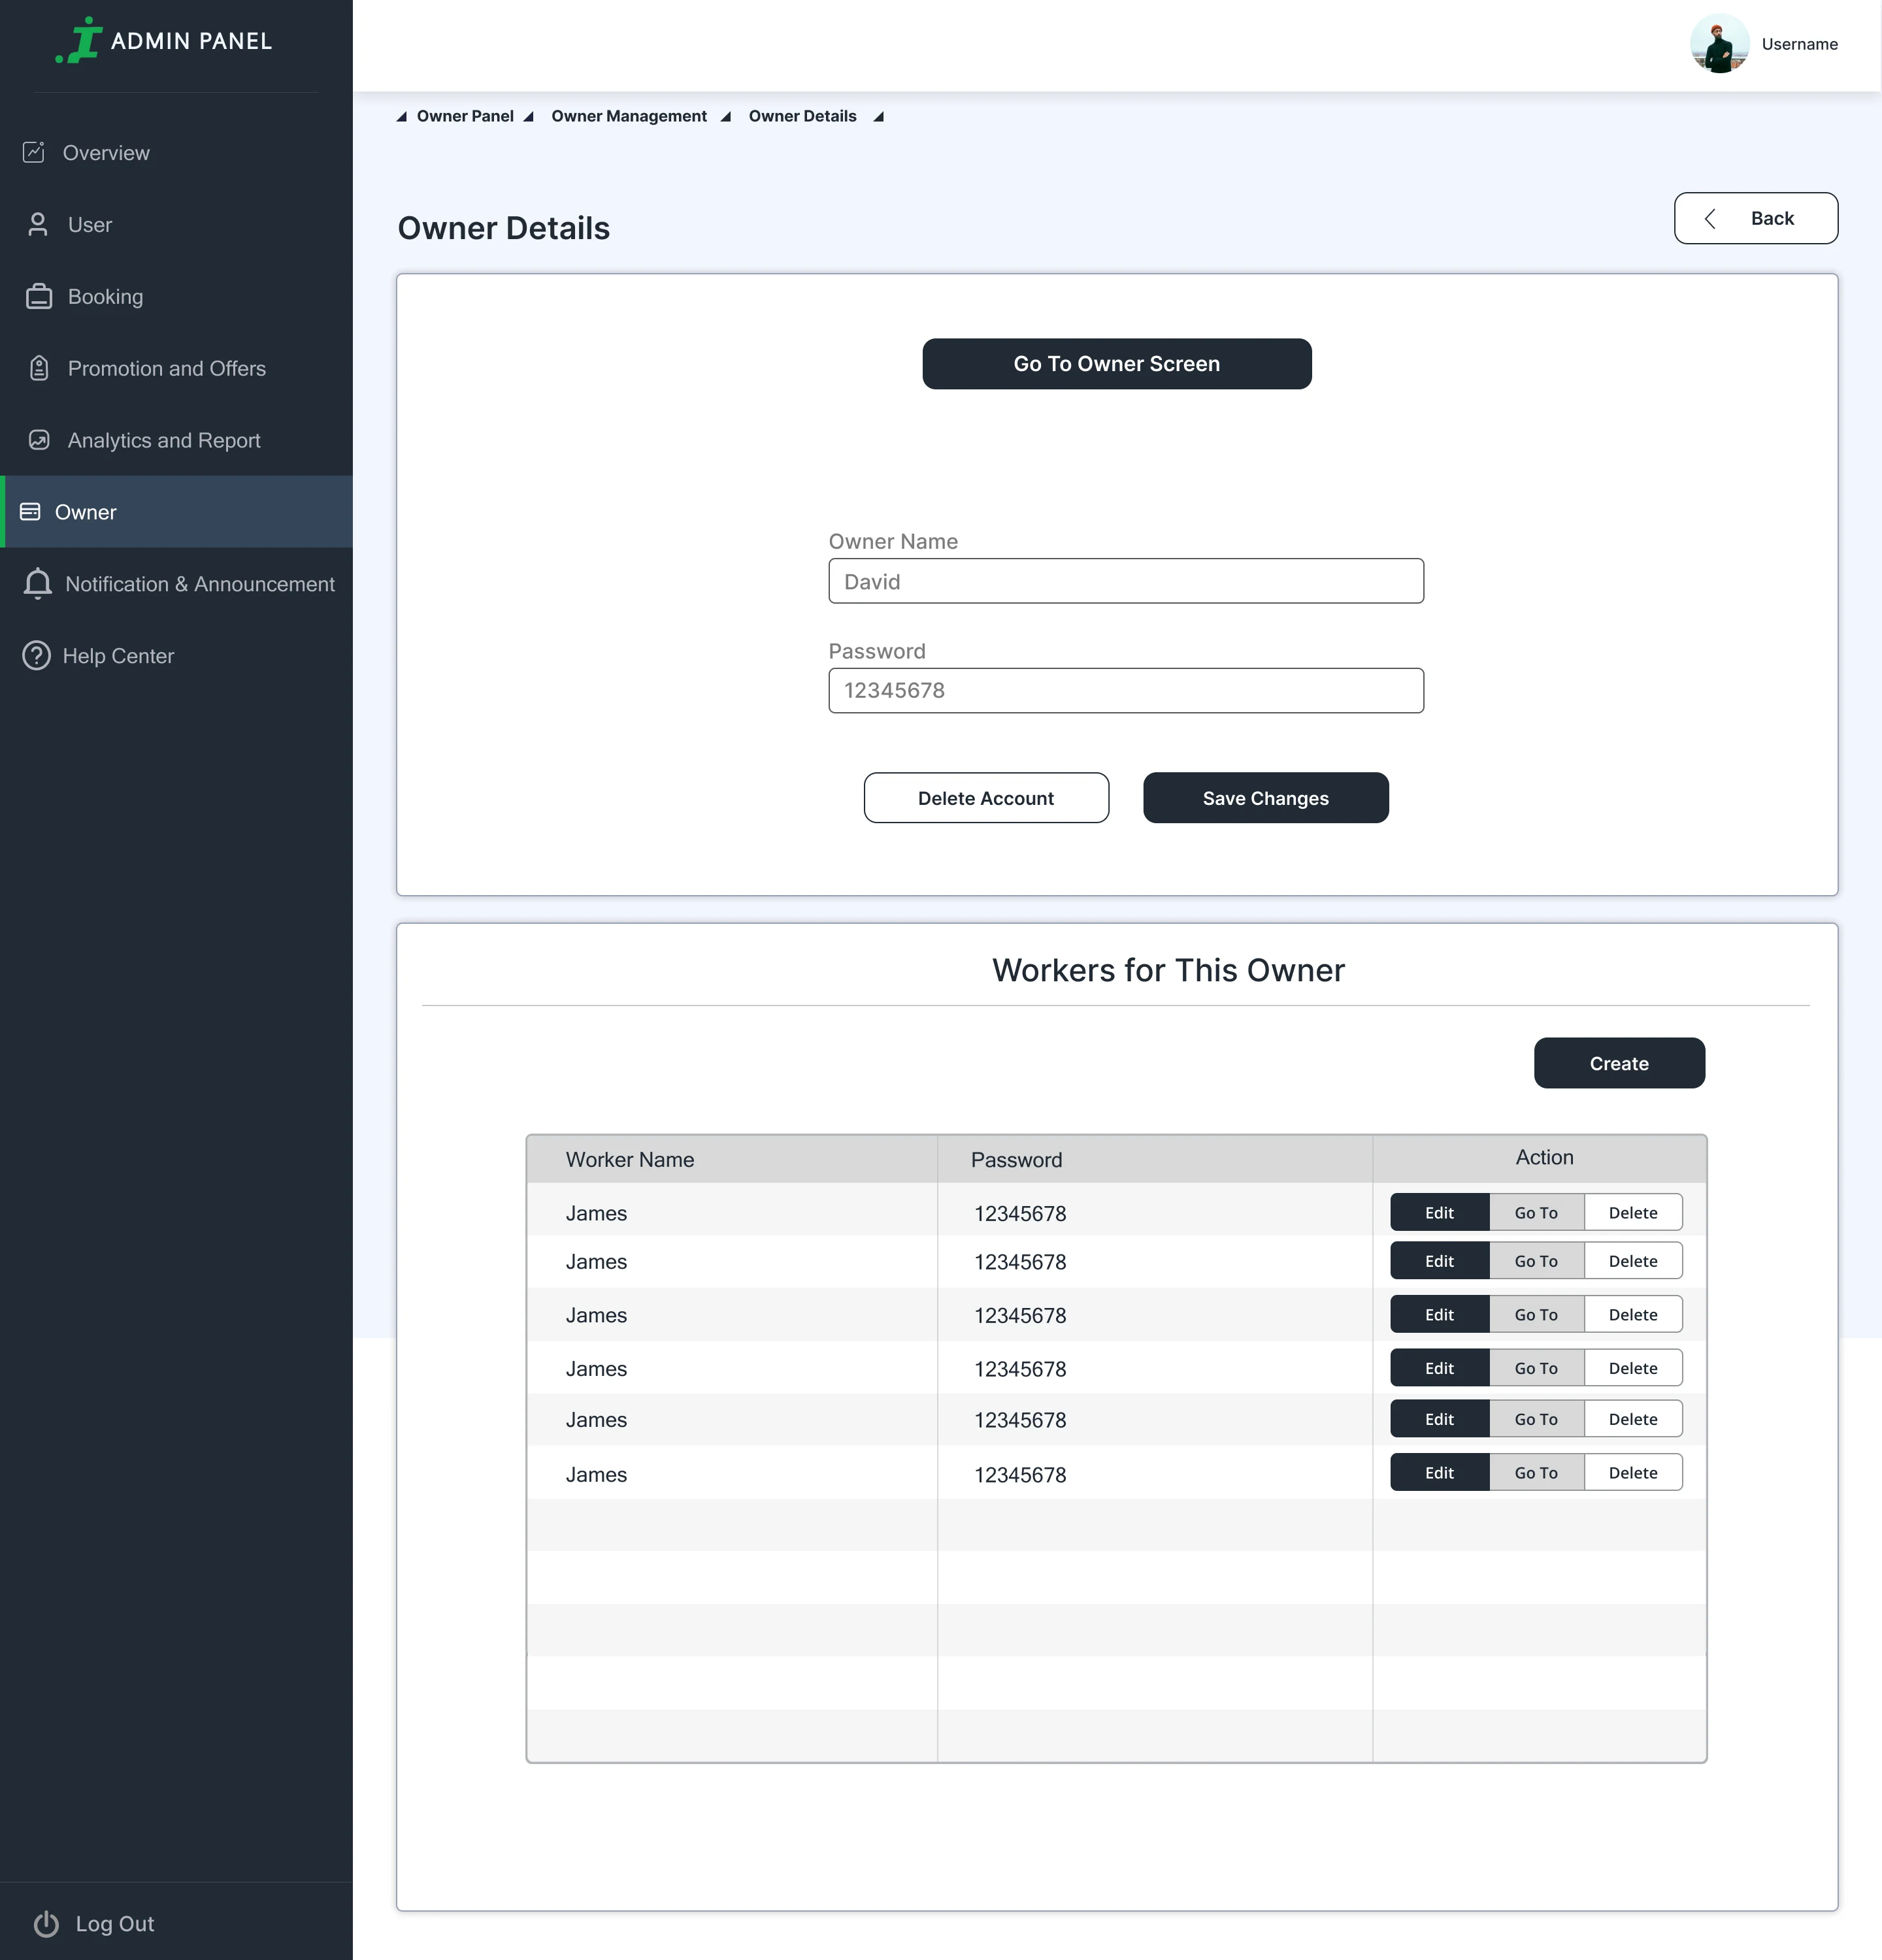 ADMIN PANEL
Username
Overview
User
Booking
Promotion and Offers
Analytics and Report
Owner
Notification & Announcement
Help Center
Log Out
Owner Panel Owner Management Owner Details
Owner Details
Back
Go To Owner Screen
Owner Name
David
Password
12345678
Delete Account Save Changes
Workers for This Owner
Create
Worker Name Password Action
James 12345678 Edit Go To Delete
James 12345678 Edit Go To Delete
James 12345678 Edit Go To Delete
James 12345678 Edit Go To Delete
James 12345678 Edit Go To Delete
James 12345678 Edit Go To Delete